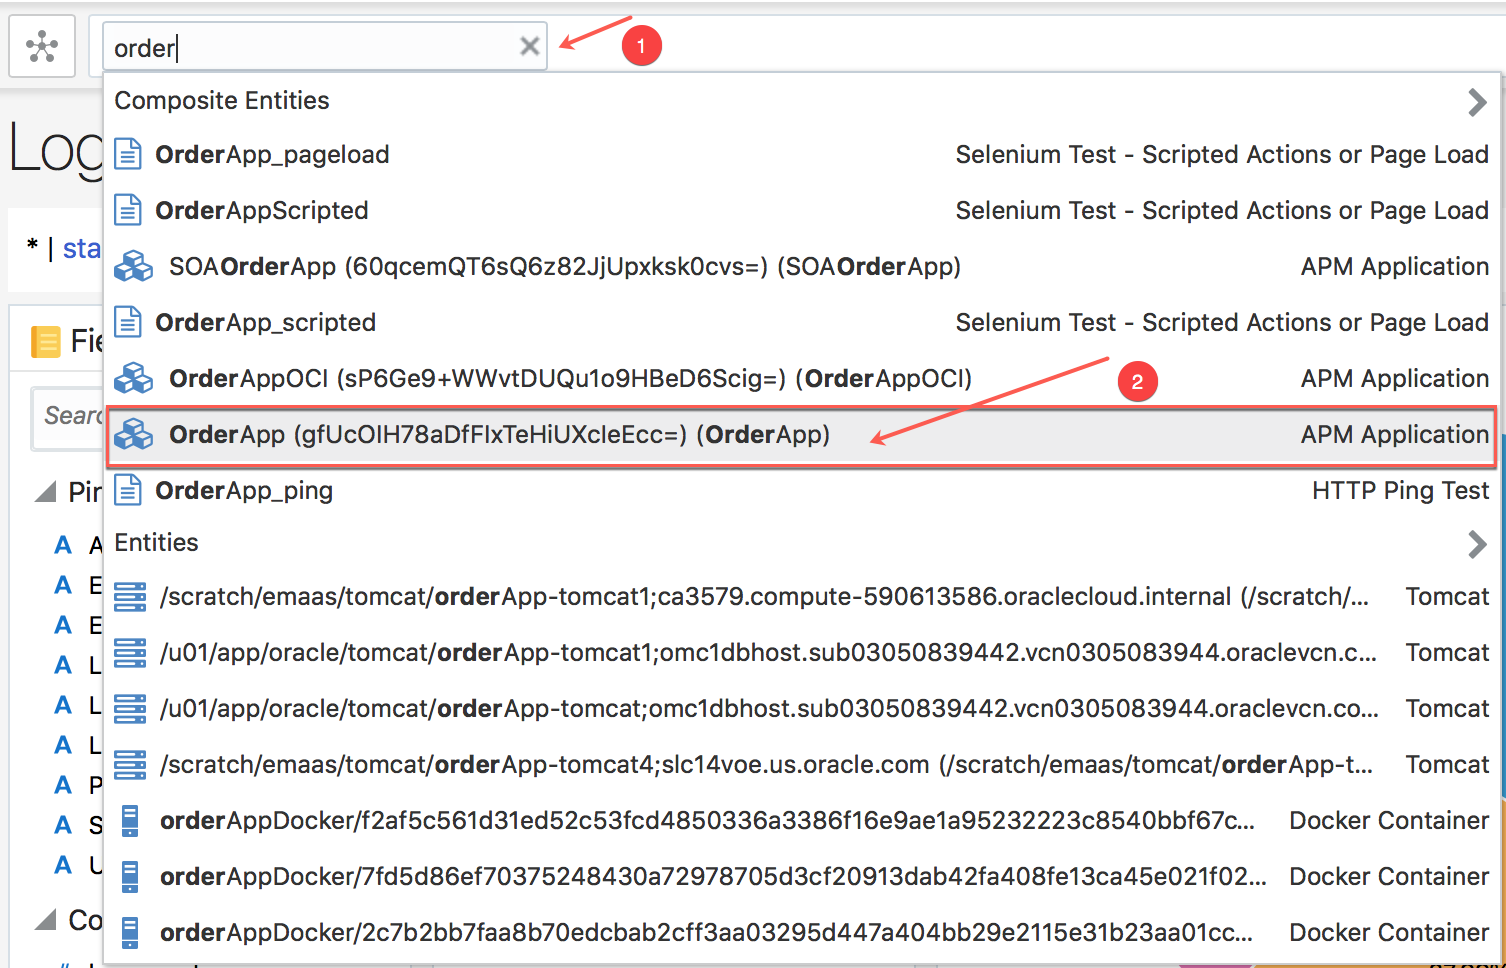 order
1
Composite Entities
Log
OrderApp_pageload Selenium Test - Scripted Actions or Page Load
OrderAppScripted Selenium Test - Scripted Actions or Page Load
* | sta
SOAOrderApp (60qcemQT6sQ6z82JjUpxksk0cvs=) (SOAOrderApp) APM Application
OrderApp_scripted Selenium Test - Scripted Actions or Page Load
Fie
OrderAppOCI (sP6Ge9+WWvtDUQu1o9HBeD6Scig=) (OrderAppOCI) APM Application
2
Searc
OrderApp (gfUcOIH78aDfFIxTeHiUXcIeEcc=) (OrderApp) APM Application
Pin
OrderApp_ping HTTP Ping Test
Entities
A A
A E
/scratch/emaas/tomcat/orderApp-tomcat1;ca3579.compute-590613586.oraclecloud.internal (/scratch/... Tomcat
A E
/u01/app/oracle/tomcat/orderApp-tomcat1;omc1dbhost.sub03050839442.vcn0305083944.oraclevcn.c... Tomcat
A L
A L
/u01/app/oracle/tomcat/orderApp-tomcat;omc1dbhost.sub03050839442.vcn0305083944.oraclevcn.co... Tomcat
A L
/scratch/emaas/tomcat/orderApp-tomcat4;slc14voe.us.oracle.com (/scratch/emaas/tomcat/orderApp-t... Tomcat
A P
A S
orderAppDocker/f2af5c561d31ed52c53fcd4850336a3386f16e9ae1a95232223c8540bbf67c... Docker Container
A U
orderAppDocker/7fd5d86ef70375248430a72978705d3cf20913dab42fa408fe13ca45e021f02... Docker Container
Co
orderAppDocker/2c7b2bb7faa8b70edcbab2cff3aa03295d447a404bb29e2115e31b23aa01cc... Docker Container